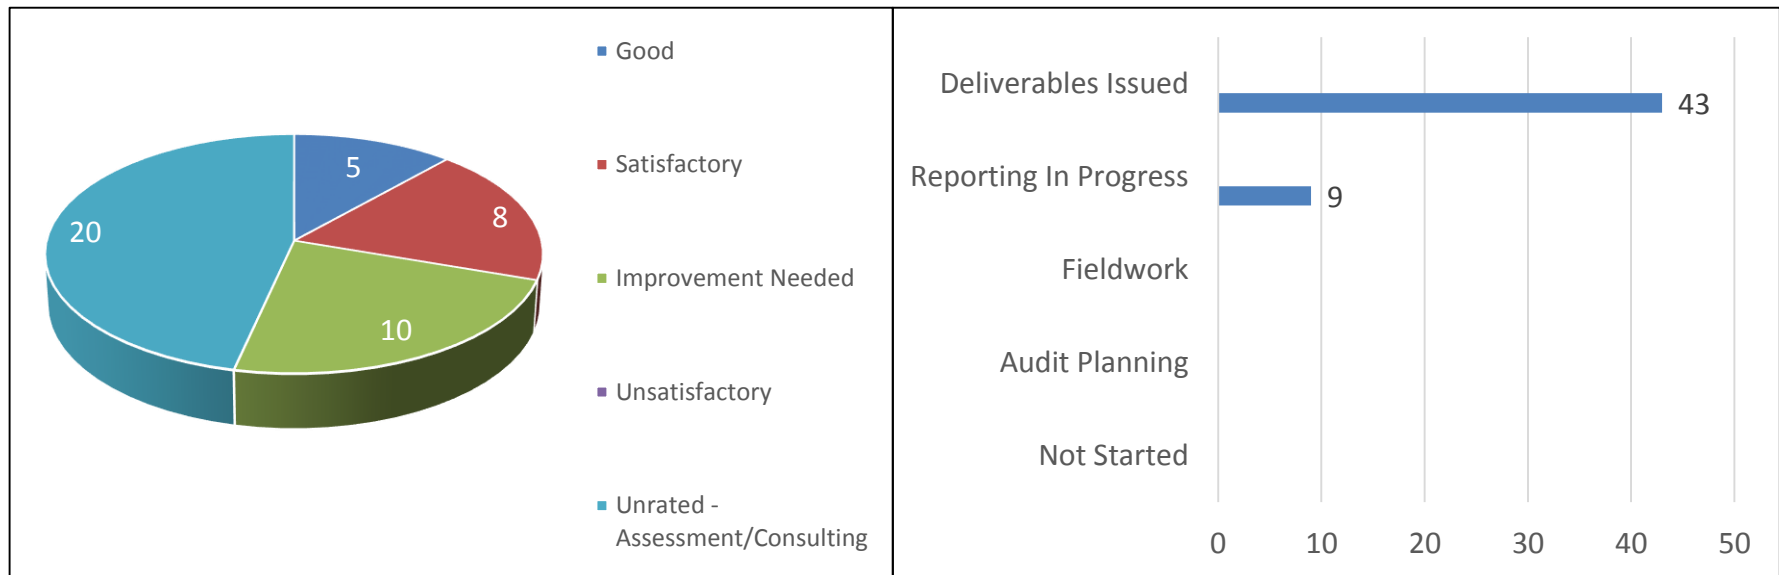 5
8
10
20
Good
Satisfactory
Improvement Needed
Unsatisfactory
Unrated -
Assessment/Consulting
Deliverables Issued
43
Reporting In Progress
9
Fieldwork
Audit Planning
Not Started
0 10 20 30 40 50